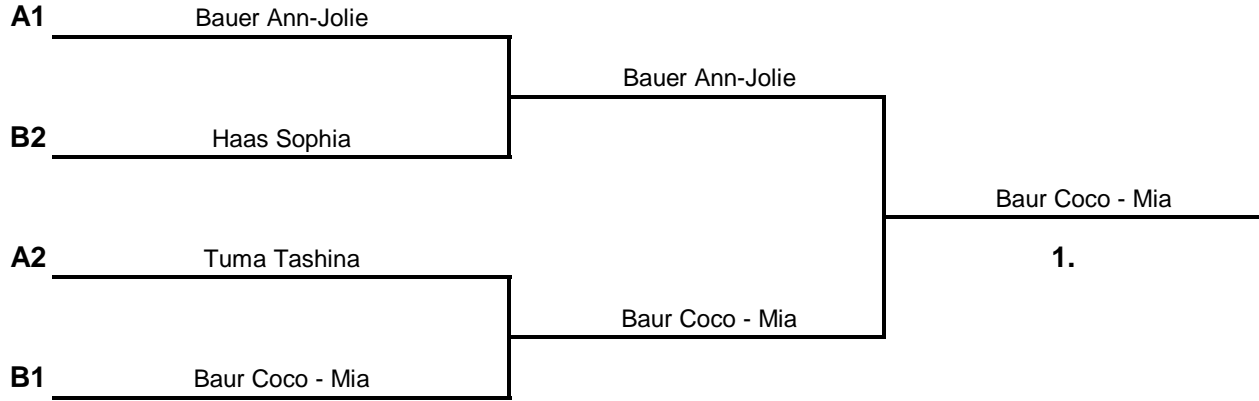 A1 Bauer Ann-Jolie
Bauer Ann-Jolie
B2 Haas Sophia
Baur Coco - Mia
A2 Tuma Tashina
1.
Baur Coco - Mia
B1 Baur Coco - Mia